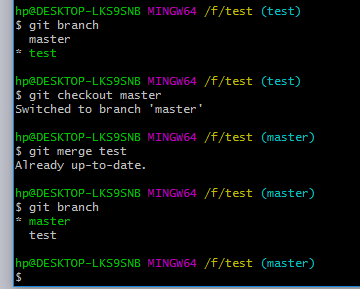 hp@DESKTOP-LKS9SNB MINGW64 /f/test (test)
$ git branch
  master
* test

hp@DESKTOP-LKS9SNB MINGW64 /f/test (test)
$ git checkout master
Switched to branch 'master'

hp@DESKTOP-LKS9SNB MINGW64 /f/test (master)
$ git merge test
Already up-to-date.

hp@DESKTOP-LKS9SNB MINGW64 /f/test (master)
$ git branch
* master
  test

hp@DESKTOP-LKS9SNB MINGW64 /f/test (master)
$